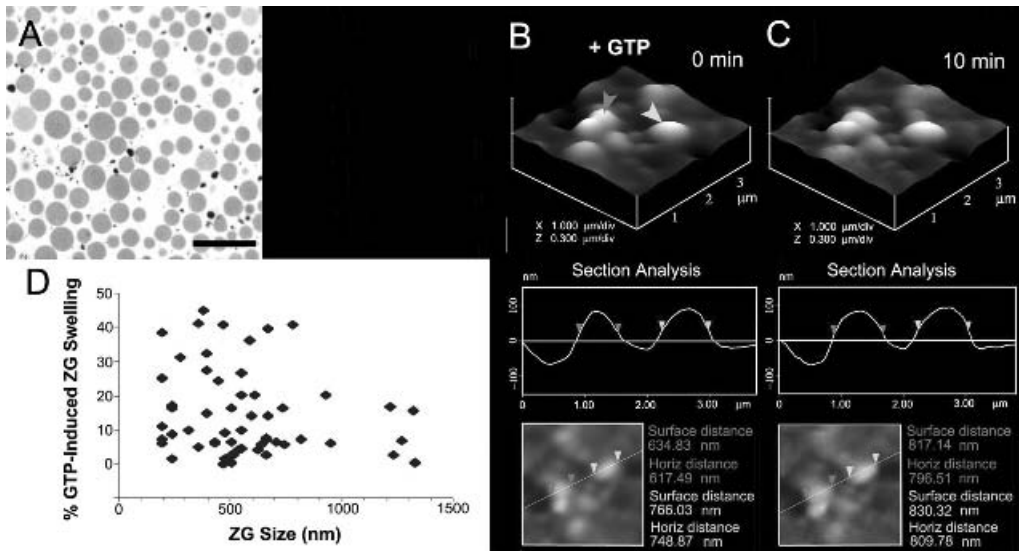 A
B
+ GTP
0 min
C
10 min
3
2
1
μm
X 1.000 μm/div
Z 0.300 μm/div
3
2
1
μm
X 1.000 μm/div
Z 0.300 μm/div
D
% GTP-Induced ZG Swelling
50
40
30
20
10
0
0
500
1000
1500
ZG Size (nm)
nm
Section Analysis
100
0
-100
0
1.00
2.00
3.00
μm
nm
Section Analysis
100
0
-100
0
1.00
2.00
3.00
μm
Surface distance
634.83 nm
Horiz distance
617.49 nm
Surface distance
766.03 nm
Horiz distance
748.87 nm
Surface distance
817.14 nm
Horiz distance
796.51 nm
Surface distance
830.32 nm
Horiz distance
809.78 nm